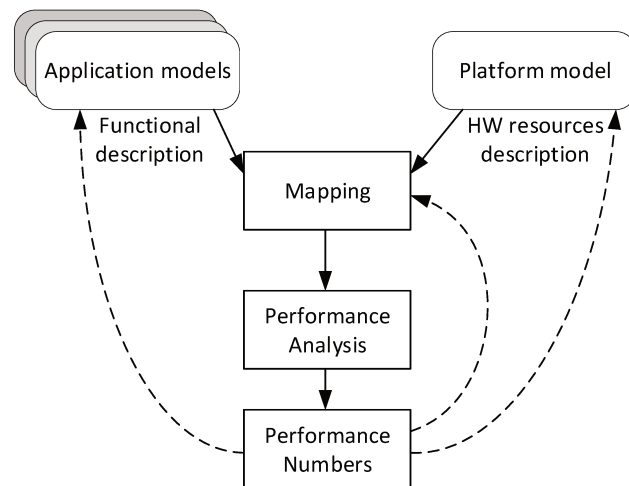 Application models
Platform model
Functional
description
HW resources
description
Mapping
Performance
Analysis
Performance
Numbers